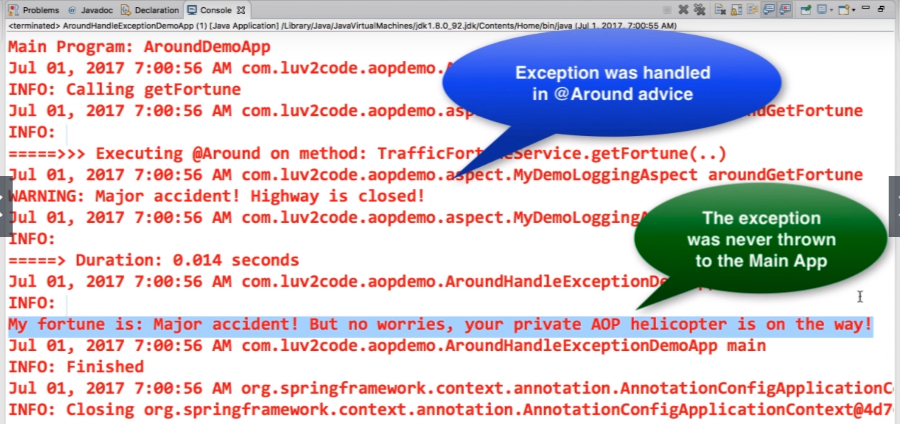 Problems Javadoc Declaration Console
<terminated> AroundHandleExceptionDemoApp (1) [Java Application] /Library/Java/JavaVirtualMachines/jdk1.8.0_92.jdk/Contents/Home/bin/java (Jul 1, 2017, 7:00:55 AM)
Main Program: AroundDemoApp
Jul 01, 2017 7:00:56 AM com.luv2code.aopdemo.
INFO: Calling getFortune
Jul 01, 2017 7:00:56 AM com.luv2code.aopdemo.asp
GetFortune
INFO:
=====>>> Executing @Around on method: TrafficFor eService.getFortune(..)
Jul 01, 2017 7:00:56 AM com.luv2code.aopdemo.aspect.MyDemoLoggingAspect aroundGetFortune
WARNING: Major accident! Highway is closed!
Jul 01, 2017 7:00:56 AM com.luv2code.aopdemo.aspect.MyDemoLoggingA
INFO:
=====> Duration: 0.014 seconds
Jul 01, 2017 7:00:56 AM com.luv2code.aopdemo.AroundHandleExceptionDe
INFO:
My fortune is: Major accident! But no worries, your private AOP helicopter is on the way!
Jul 01, 2017 7:00:56 AM com.luv2code.aopdemo.AroundHandleExceptionDemoApp main
INFO: Finished
Jul 01, 2017 7:00:56 AM org.springframework.context.annotation.AnnotationConfigApplicationC
INFO: Closing org.springframework.context.annotation.AnnotationConfigApplicationContext@4d7
Exception was handled
in @Around advice
The exception
was never thrown
to the Main App